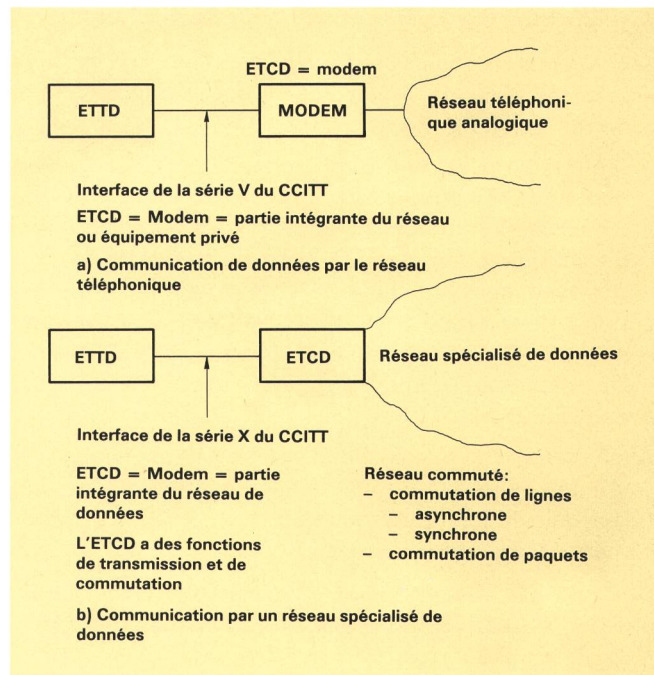 ETCD = modem
ETTD
MODEM
Réseau téléphoni-
que analogique
Interface de la série V du CCITT
ETCD = Modem = partie intégrante du réseau
ou équipement privé
a) Communication de données par le réseau
téléphonique
ETTD
ETCD
Réseau spécialisé de données
Interface de la série X du CCITT
ETCD = Modem = partie
intégrante du réseau de
données
L'ETCD a des fonctions
de transmission et de
commutation
Réseau commuté:
– commutation de lignes
– asynchrone
– synchrone
– commutation de paquets
b) Communication par un réseau spécialisé de
données